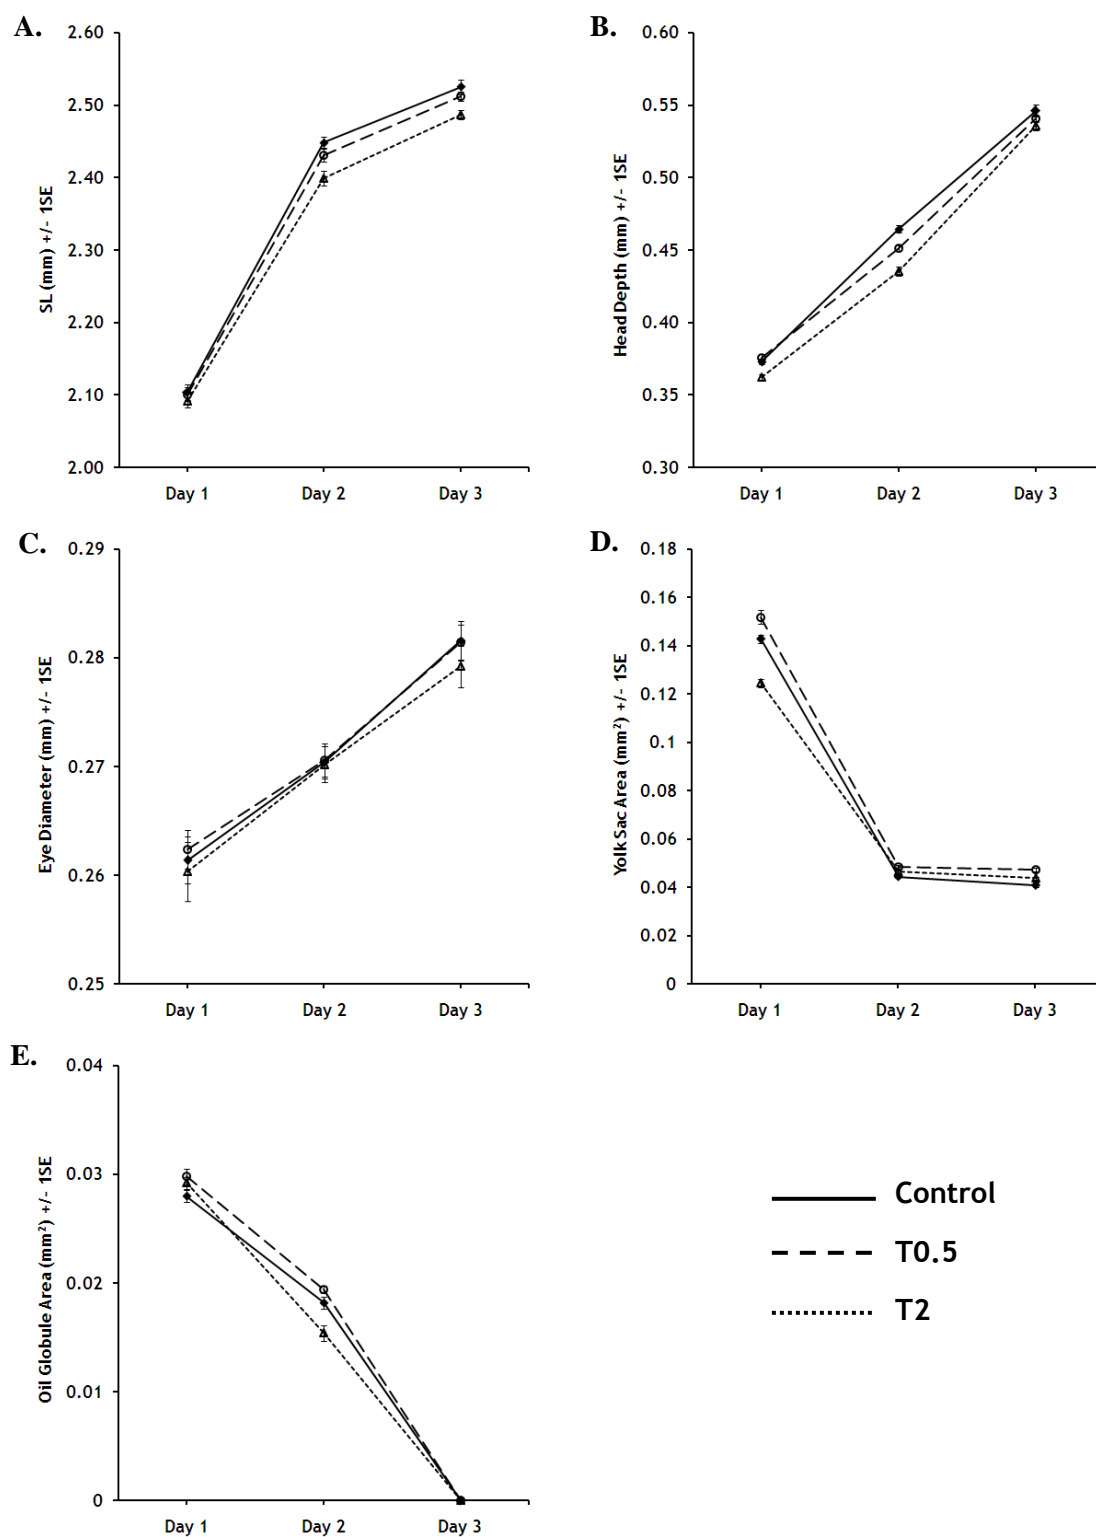 A.
2.60
2.50
2.40
2.30
2.20
2.10
2.00
SL (mm) +/- 1SE
Day 1 Day 2 Day 3
B.
0.60
0.55
0.50
0.45
0.40
0.35
0.30
Head Depth (mm) +/- 1SE
Day 1 Day 2 Day 3
C.
0.29
0.28
0.27
0.26
0.25
Eye Diameter (mm) +/- 1SE
Day 1 Day 2 Day 3
D.
0.18
0.16
0.14
0.12
0.1
0.08
0.06
0.04
0.02
0
Yolk Sac Area (mm²) +/- 1SE
Day 1 Day 2 Day 3
E.
0.04
0.03
0.02
0.01
0
Oil Globule Area (mm²) +/- 1SE
Day 1 Day 2 Day 3
Control
T0.5
T2